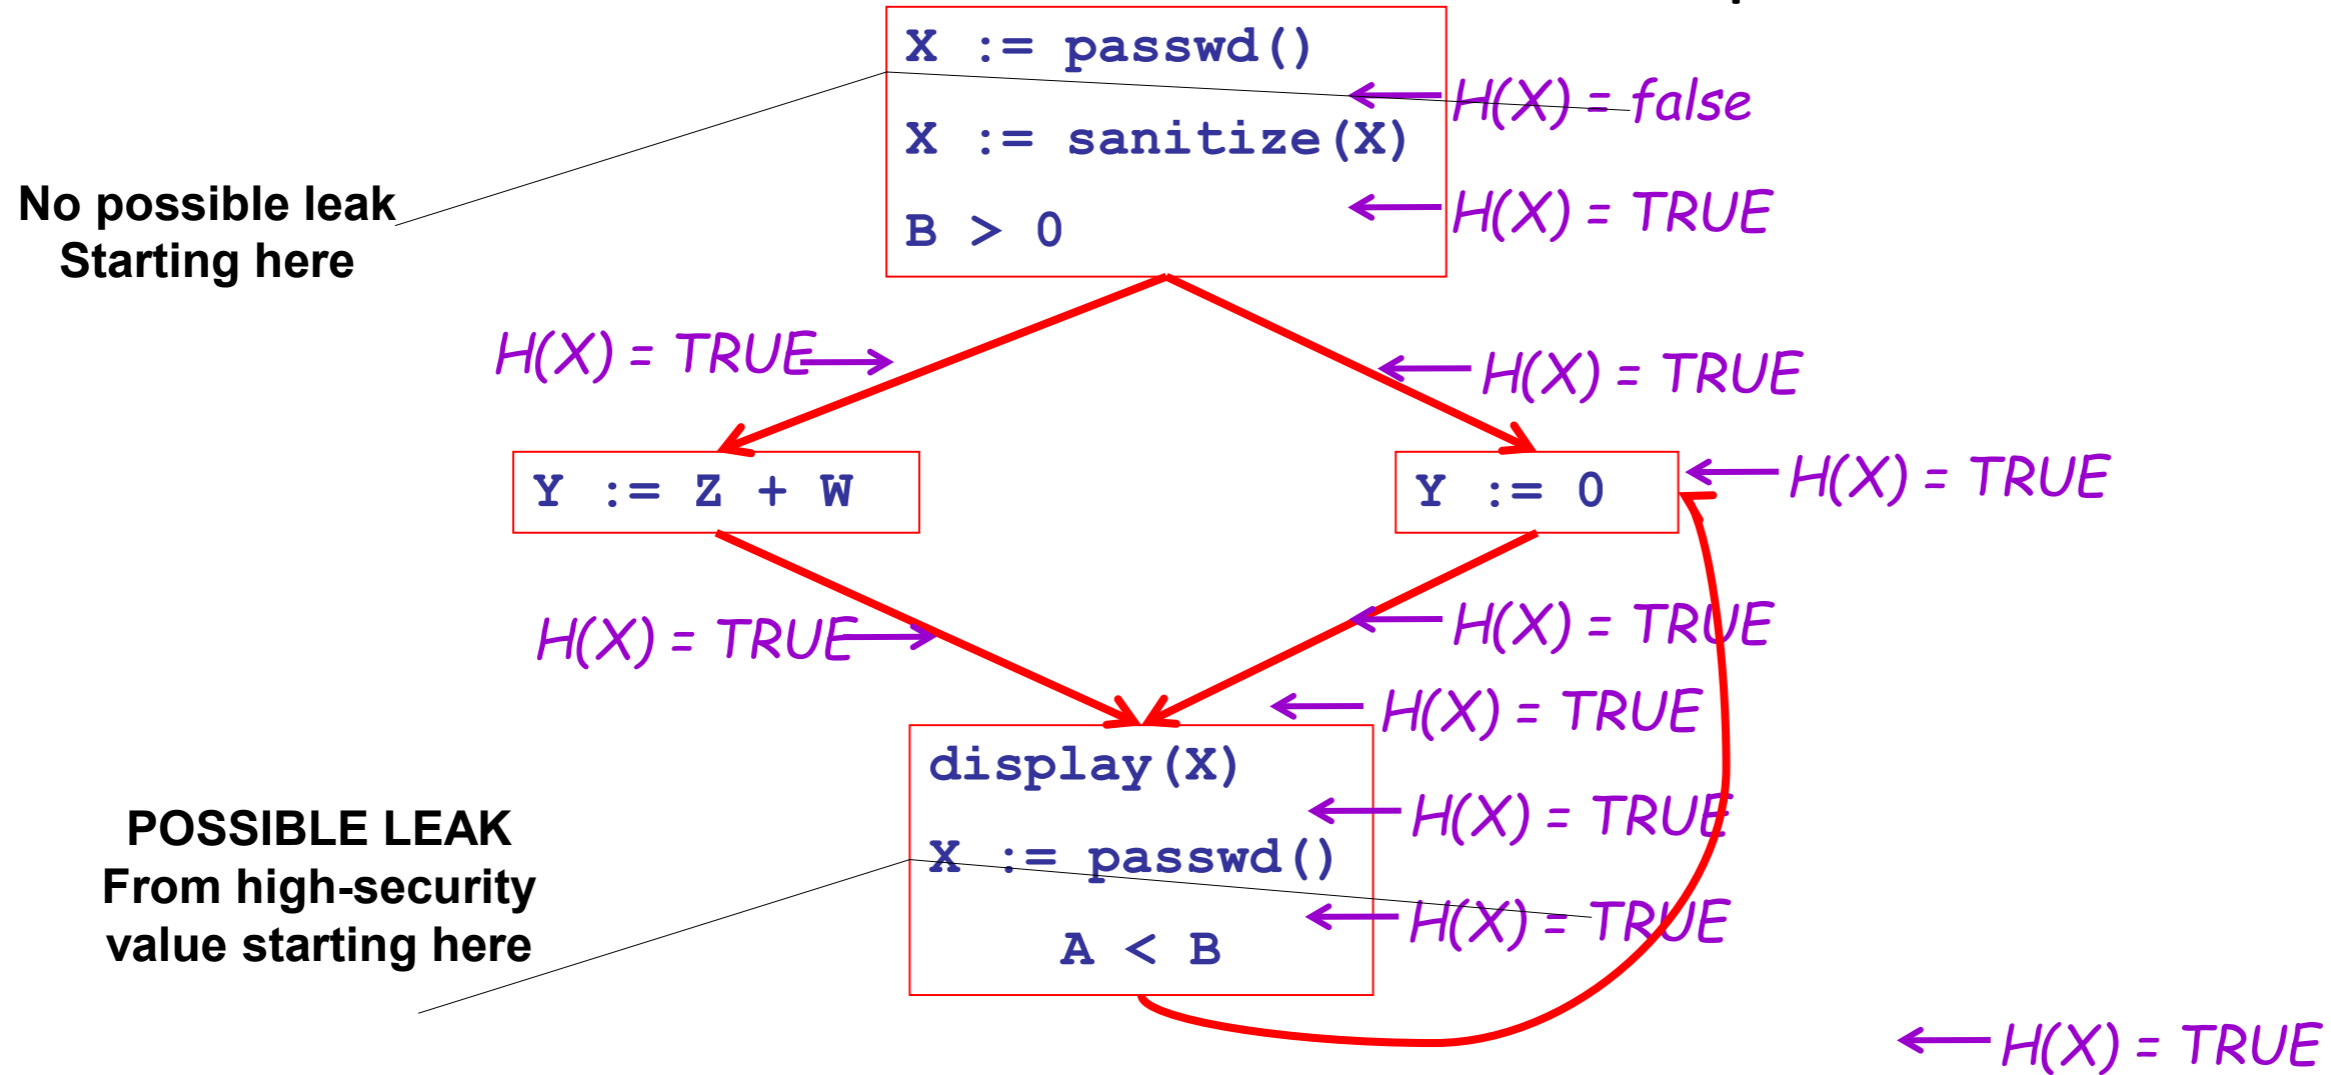 X := passwd()
H(X) = false
X := sanitize(X)
No possible leak
Starting here
H(X) = TRUE
B > 0
H(X) = TRUE
H(X) = TRUE
H(X) = TRUE
Y := Z + W
Y := 0
H(X) = TRUE
H(X) = TRUE
H(X) = TRUE
display(X)
H(X) = TRUE
POSSIBLE LEAK
From high-security
value starting here
X := passwd()
H(X) = TRUE
A < B
H(X) = TRUE